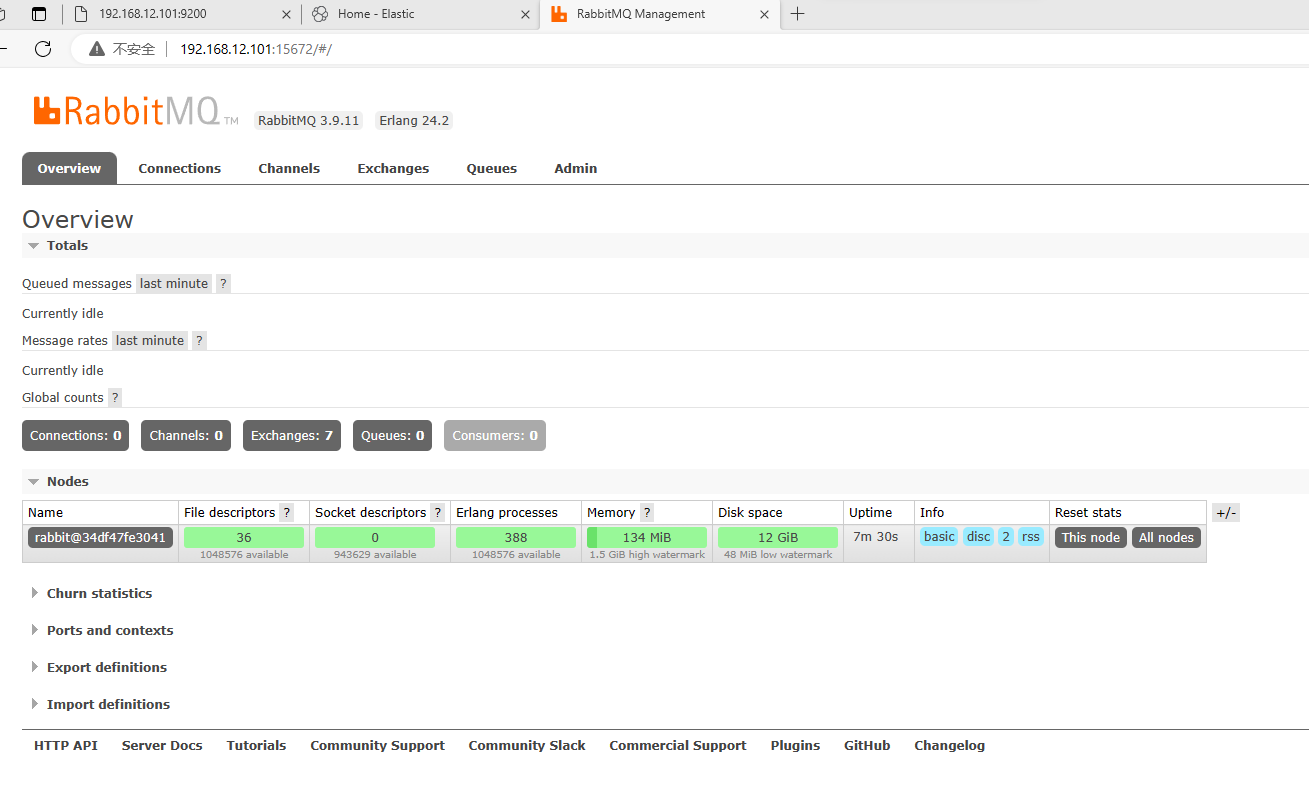 192.168.12.101:9200 Home - Elastic RabbitMQ Management
不安全 192.168.12.101:15672/#/
RabbitMQ TM RabbitMQ 3.9.11 Erlang 24.2
Overview Connections Channels Exchanges Queues Admin
Overview
Totals
Queued messages last minute ?
Currently idle
Message rates last minute ?
Currently idle
Global counts ?
Connections: 0 Channels: 0 Exchanges: 7 Queues: 0 Consumers: 0
Nodes
Name File descriptors ? Socket descriptors ? Erlang processes Memory ? Disk space Uptime Info Reset stats +/-
rabbit@34df47fe3041 36 0 388 134 MiB 12 GiB 7m 30s basic disc 2 rss This node All nodes
1048576 available 943629 available 1048576 available 1.5 GiB high watermark 48 MiB low watermark
Churn statistics
Ports and contexts
Export definitions
Import definitions
HTTP API Server Docs Tutorials Community Support Community Slack Commercial Support Plugins GitHub Changelog